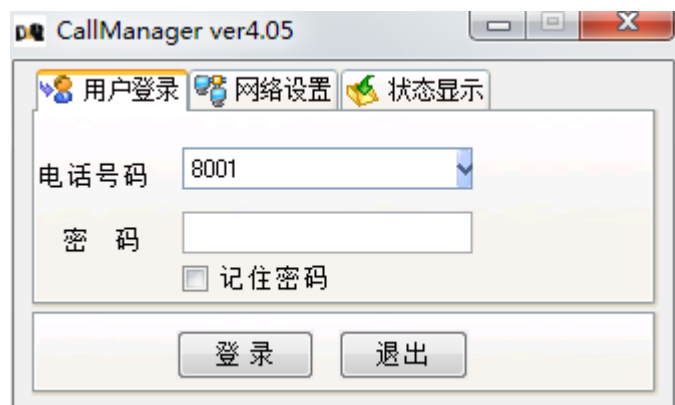 CallManager ver4.05
用户登录 网络设置 状态显示
电话号码 8001
密 码
记住密码
登 录 退出